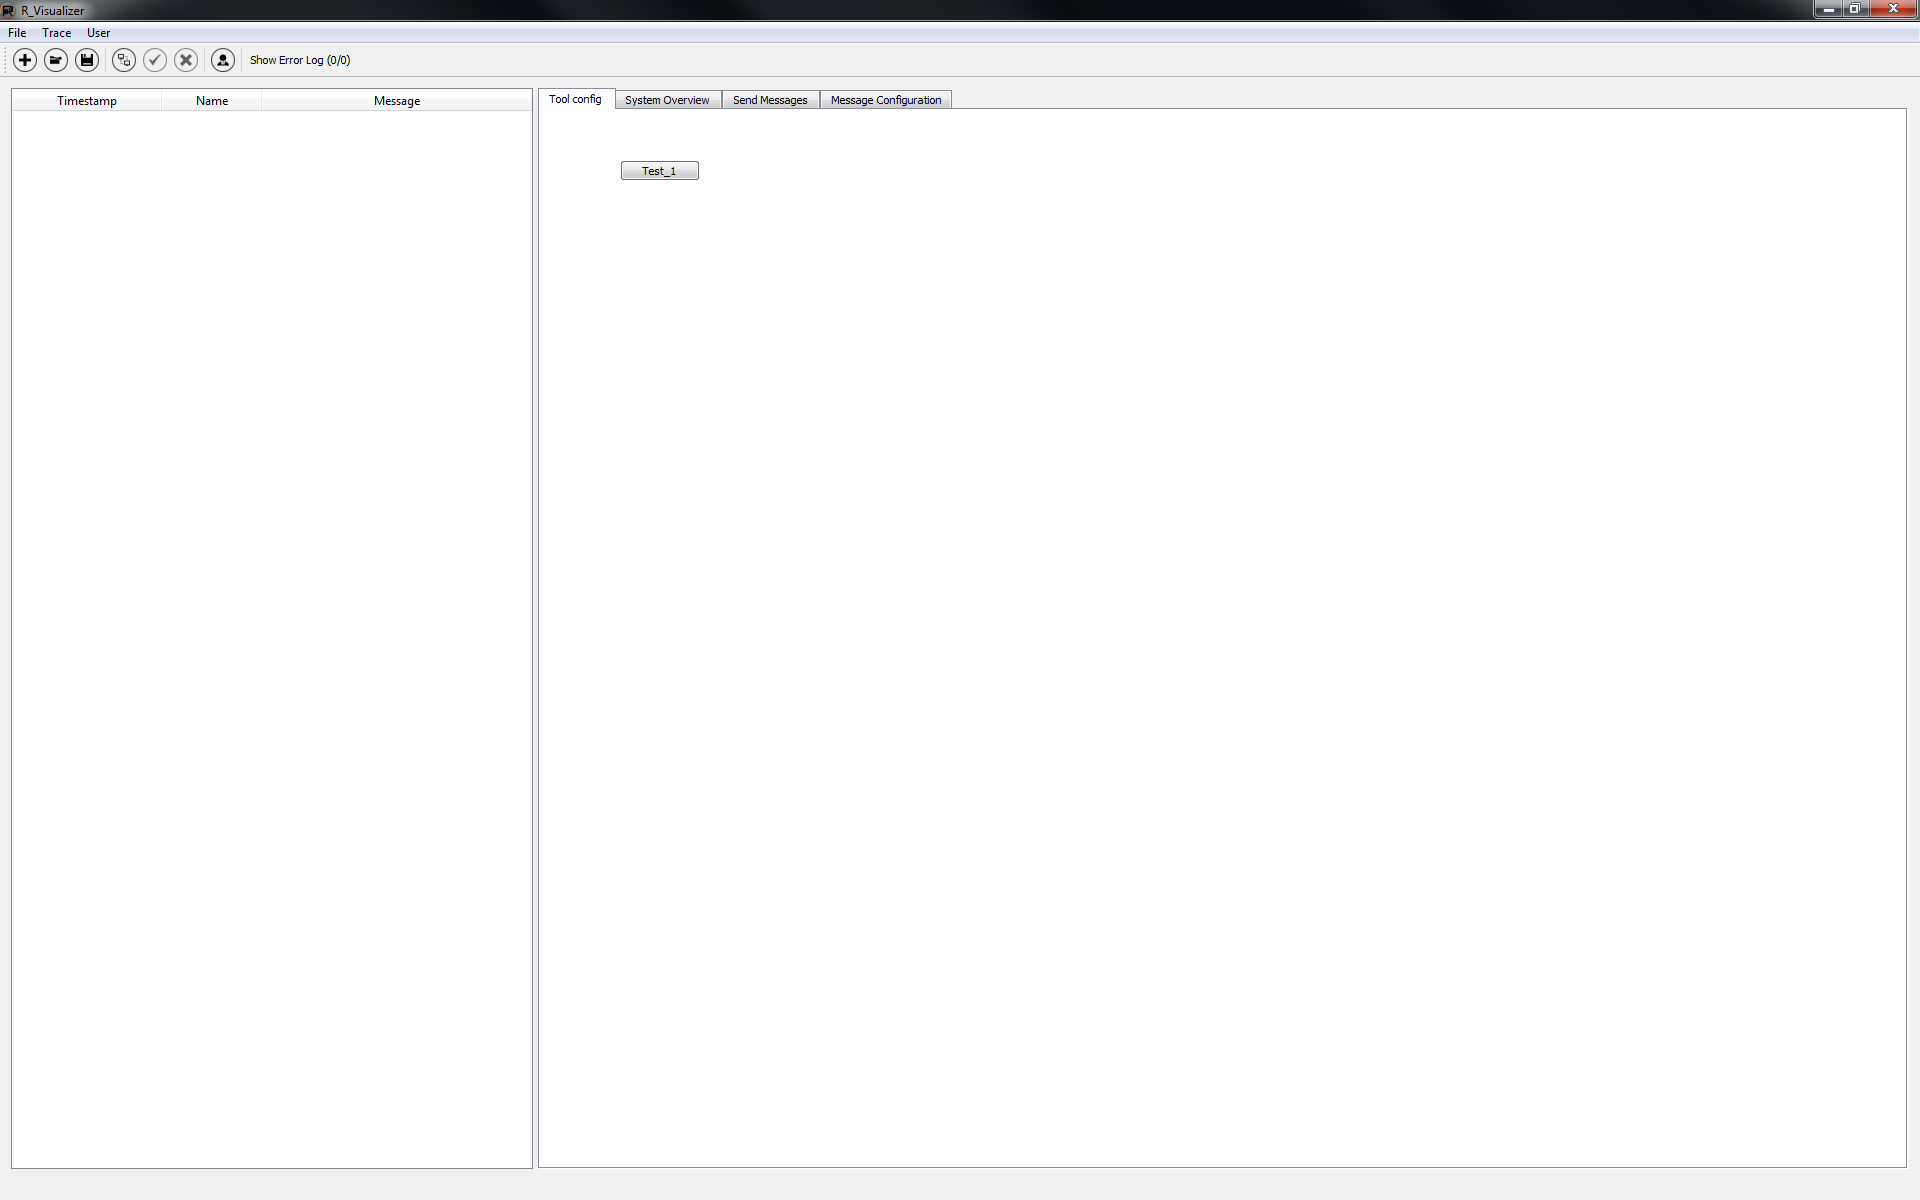 R_Visualizer
File Trace User
Show Error Log (0/0)
Timestamp Name Message
Tool config System Overview Send Messages Message Configuration
Test_1